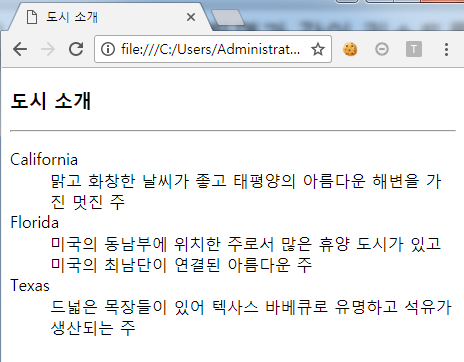 도시 소개
file:///C:/Users/Administrat...
T
도시 소개
California
맑고 화창한 날씨가 좋고 태평양의 아름다운 해변을 가
진 멋진 주
Florida
미국의 동남부에 위치한 주로서 많은 휴양 도시가 있고
미국의 최남단이 연결된 아름다운 주
Texas
드넓은 목장들이 있어 텍사스 바베큐로 유명하고 석유가
생산되는 주